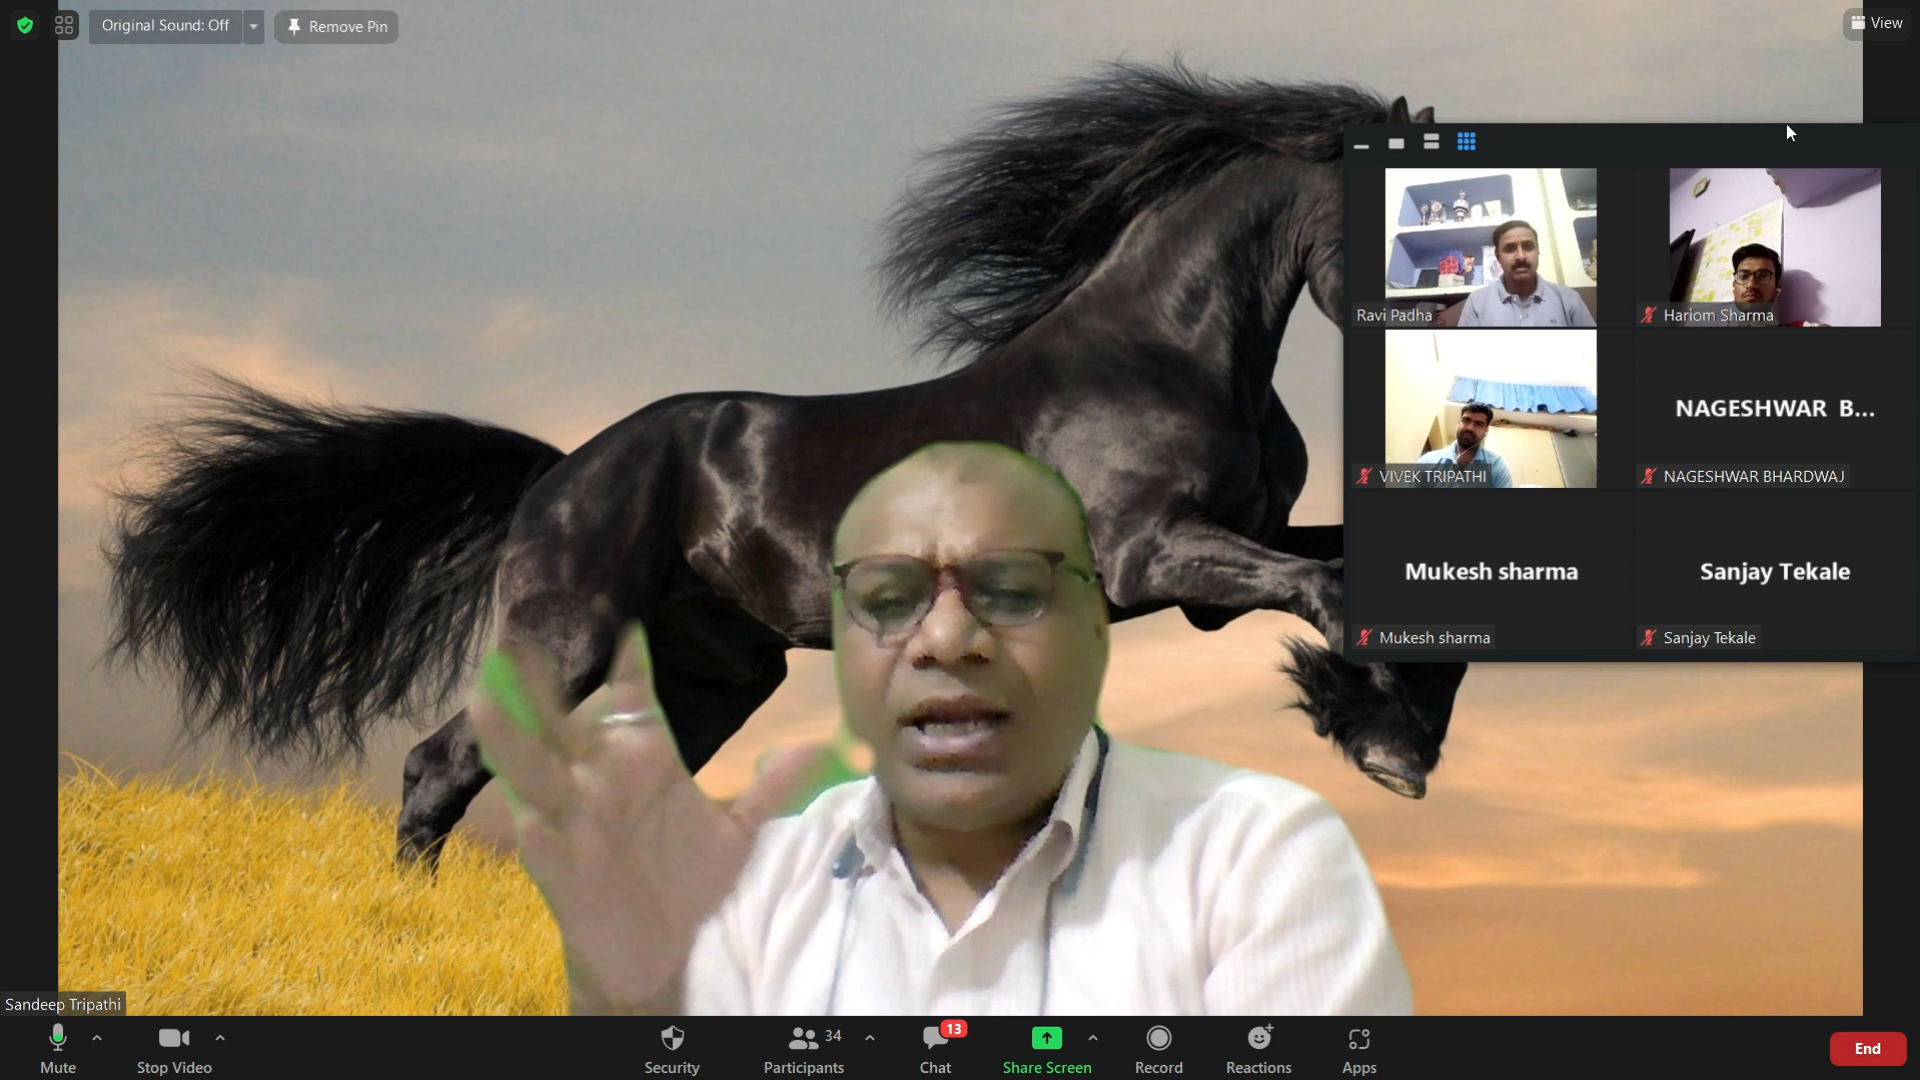 Original Sound: Off
Remove Pin
View
Ravi Padha
Hariom Sharma
NAGESHWAR B...
VIVEK TRIPATHI
NAGESHWAR BHARDWAJ
Mukesh sharma
Sanjay Tekale
Mukesh sharma
Sanjay Tekale
Sandeep Tripathi
Mute
Stop Video
Security
Participants
34
Chat
13
Share Screen
Record
Reactions
Apps
End